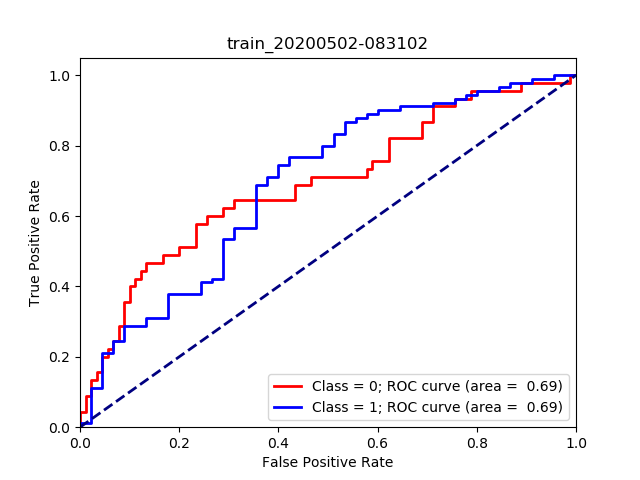 train_20200502-083102
1.0
0.8
0.6
0.4
0.2
0.0
True Positive Rate
Class = 0; ROC curve (area =  0.69)
Class = 1; ROC curve (area =  0.69)
0.0 0.2 0.4 0.6 0.8 1.0
False Positive Rate